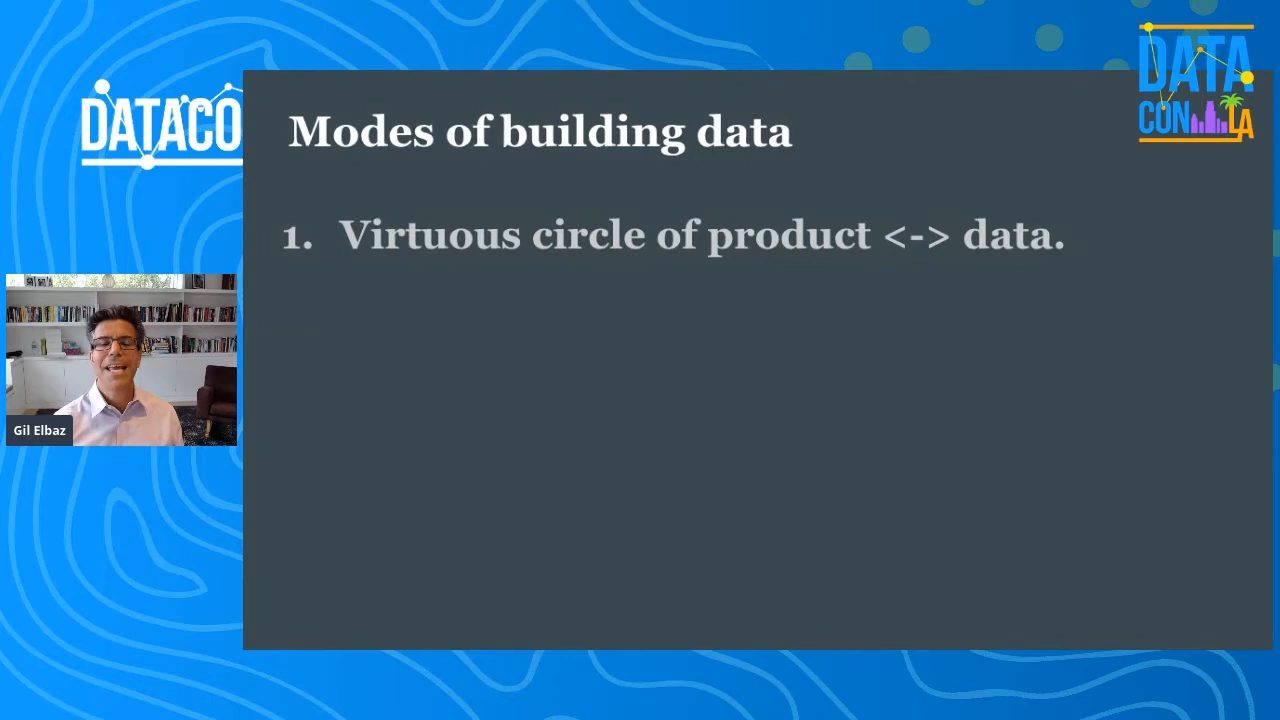 DATACO
DATA
CON LA
Modes of building data
1. Virtuous circle of product <-> data.
Gil Elbaz